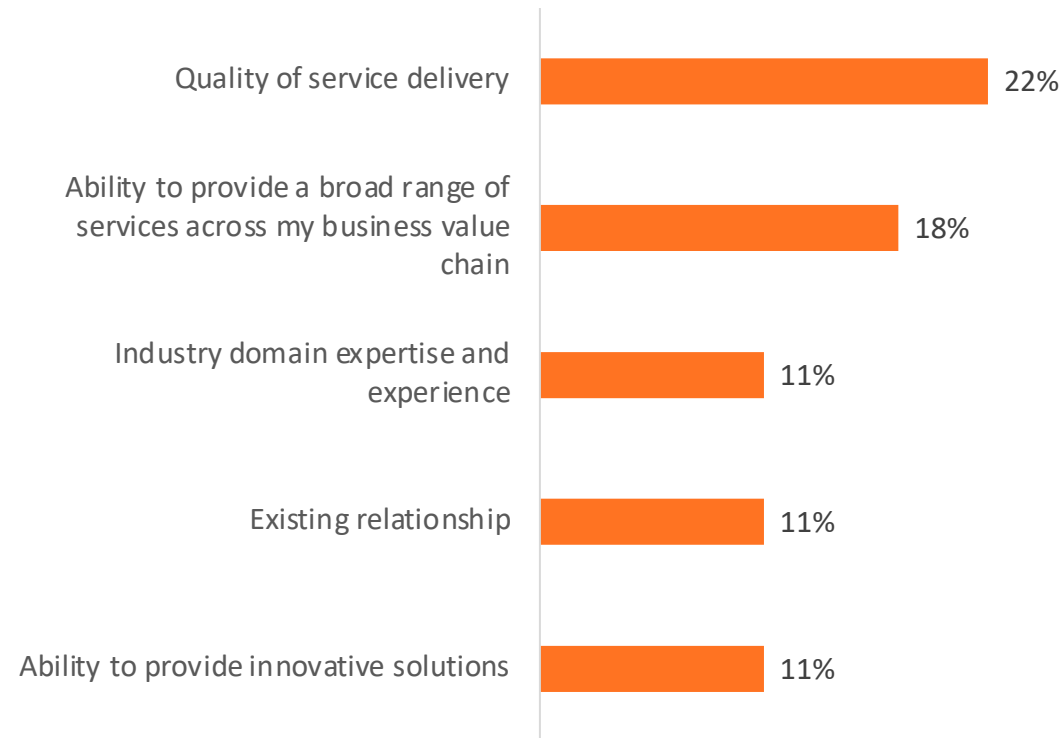 Quality of service delivery
22%
Ability to provide a broad range of
services across my business value
chain
18%
Industry domain expertise and
experience
11%
Existing relationship
11%
Ability to provide innovative solutions
11%